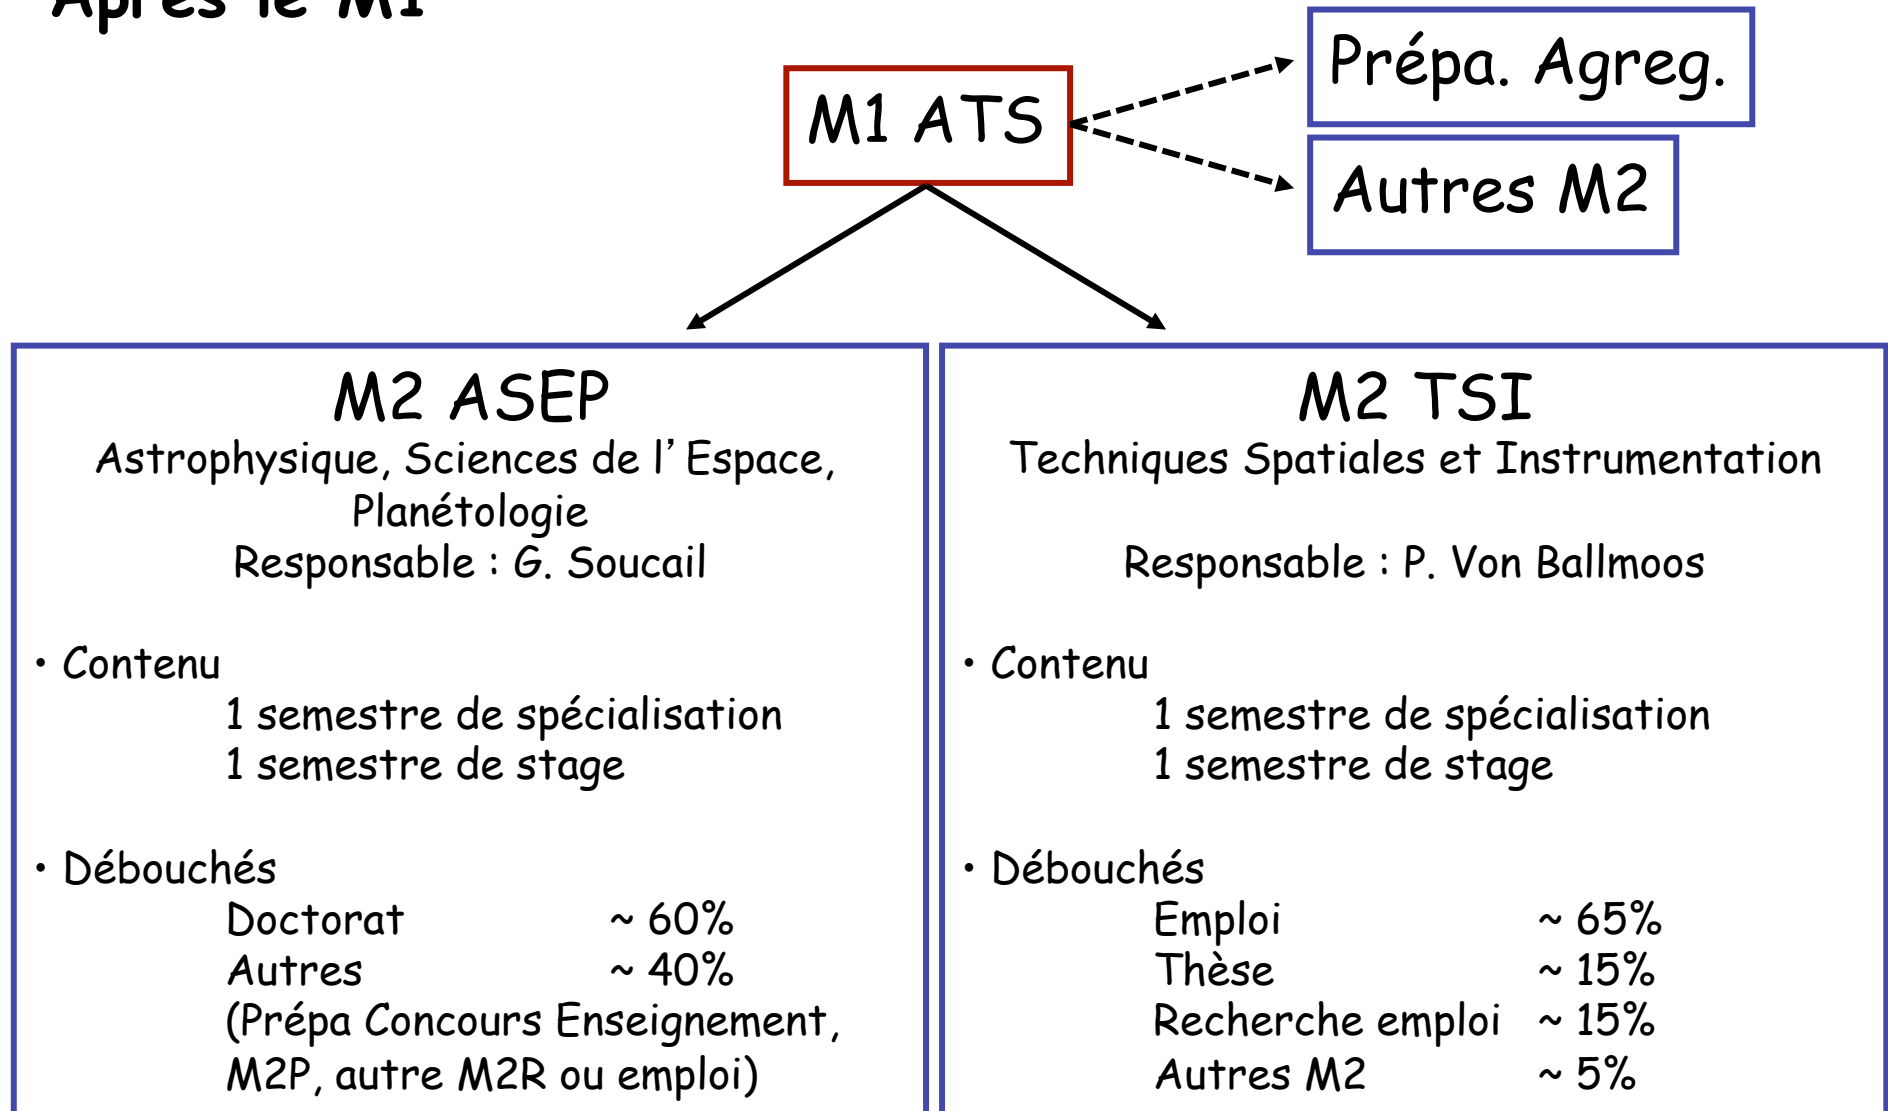 Après le M1
M1 ATS
Prépa. Agreg.
Autres M2
M2 ASEP
Astrophysique, Sciences de l’Espace,
Planétologie
Responsable : G. Soucail
• Contenu
1 semestre de spécialisation
1 semestre de stage
• Débouchés
Doctorat ~ 60%
Autres ~ 40%
(Prépa Concours Enseignement,
M2P, autre M2R ou emploi)
M2 TSI
Techniques Spatiales et Instrumentation
Responsable : P. Von Ballmoos
• Contenu
1 semestre de spécialisation
1 semestre de stage
• Débouchés
Emploi ~ 65%
Thèse ~ 15%
Recherche emploi ~ 15%
Autres M2 ~ 5%